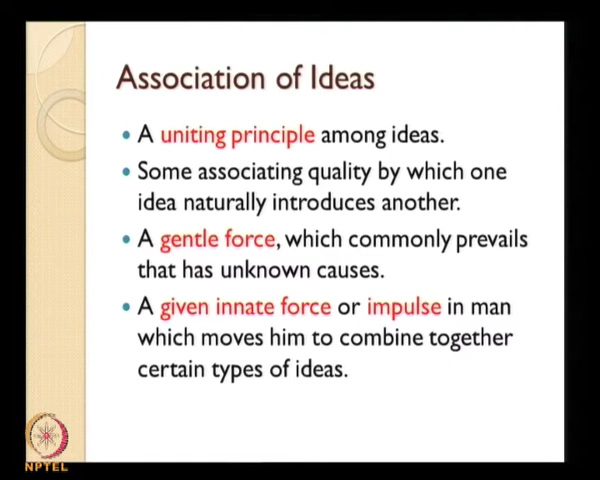 Association of Ideas
• A uniting principle among ideas.
• Some associating quality by which one
idea naturally introduces another.
• A gentle force, which commonly prevails
that has unknown causes.
• A given innate force or impulse in man
which moves him to combine together
certain types of ideas.
NPTEL